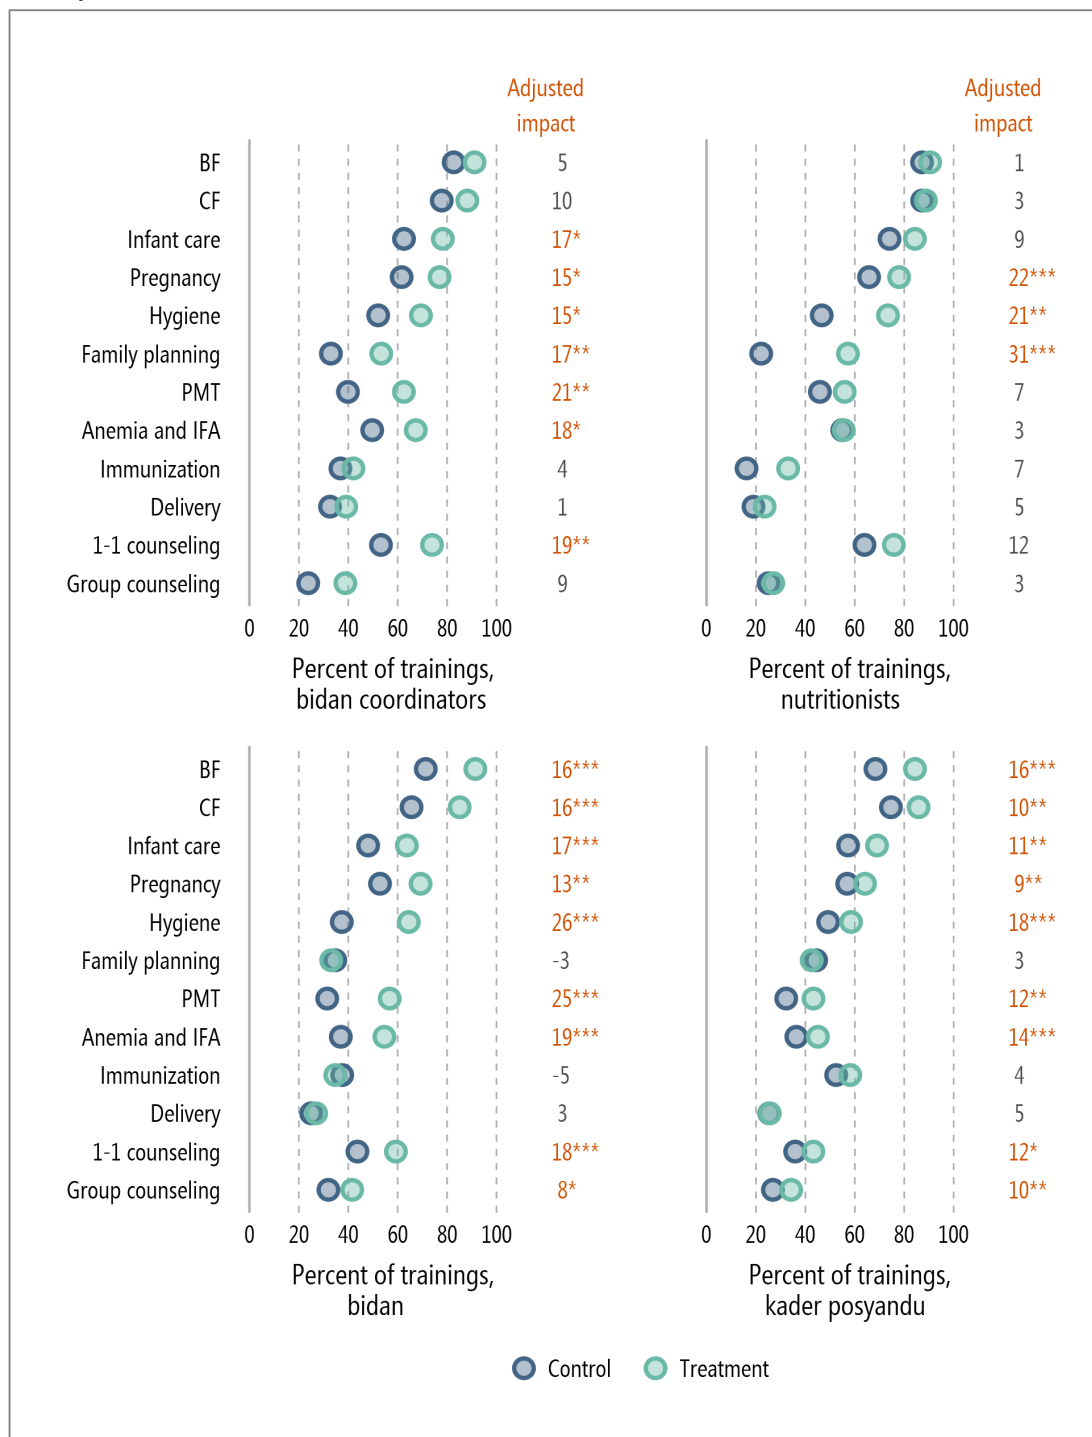 Adjusted impact
Adjusted impact
BF 5 1
CF 10 3
Infant care 17* 9
Pregnancy 15* 22***
Hygiene 15* 21**
Family planning 17** 31***
PMT 21** 7
Anemia and IFA 18* 3
Immunization 4 7
Delivery 1 5
1-1 counseling 19** 12
Group counseling 9 3
0 20 40 60 80 100 0 20 40 60 80 100
Percent of trainings,
bidan coordinators
Percent of trainings,
nutritionists
BF 16*** 16***
CF 16*** 10**
Infant care 17*** 11**
Pregnancy 13** 9**
Hygiene 26*** 18***
Family planning -3 3
PMT 25*** 12**
Anemia and IFA 19*** 14***
Immunization -5 4
Delivery 3 5
1-1 counseling 18*** 12*
Group counseling 8* 10**
0 20 40 60 80 100 0 20 40 60 80 100
Percent of trainings,
bidan
Percent of trainings,
kader posyandu
Control Treatment